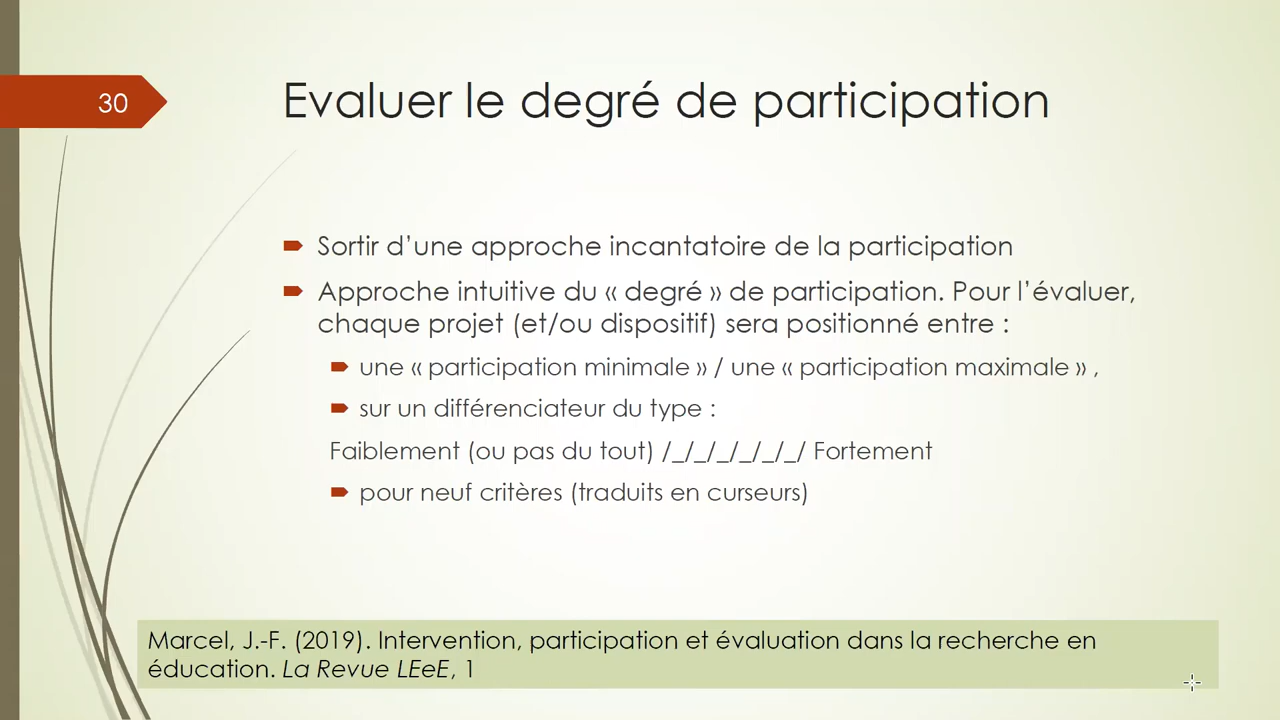 30
Evaluer le degré de participation
Sortir d’une approche incantatoire de la participation
Approche intuitive du « degré » de participation. Pour l’évaluer,
chaque projet (et/ou dispositif) sera positionné entre :
une « participation minimale » / une « participation maximale » ,
sur un différenciateur du type :
Faiblement (ou pas du tout) /_/_/_/_/_/_/ Fortement
pour neuf critères (traduits en curseurs)
Marcel, J.-F. (2019). Intervention, participation et évaluation dans la recherche en
éducation. La Revue LEeE, 1